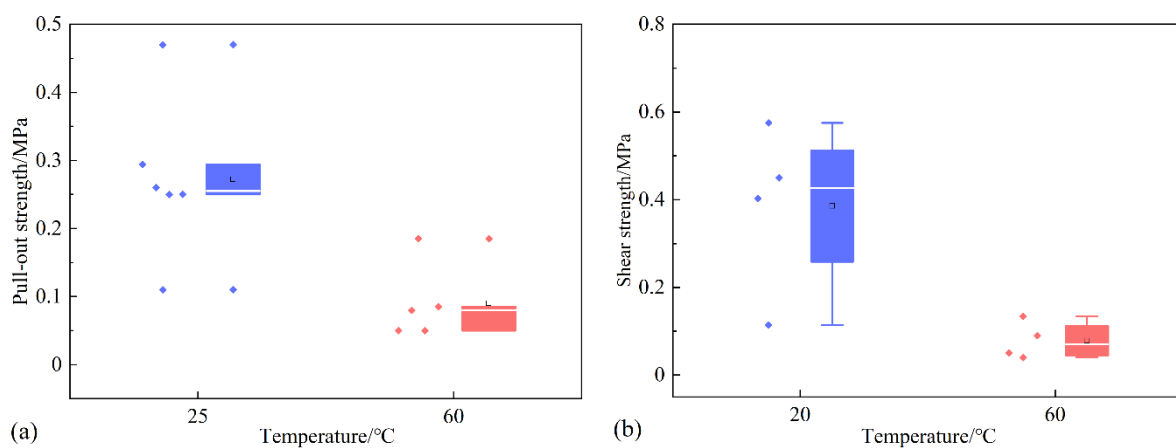 0.5
0.4
0.3
0.2
0.1
0
Pull-out strength/MPa
25
60
Temperature/℃
(a)
0.8
0.6
0.4
0.2
0
Shear strength/MPa
20
60
Temperature/℃
(b)